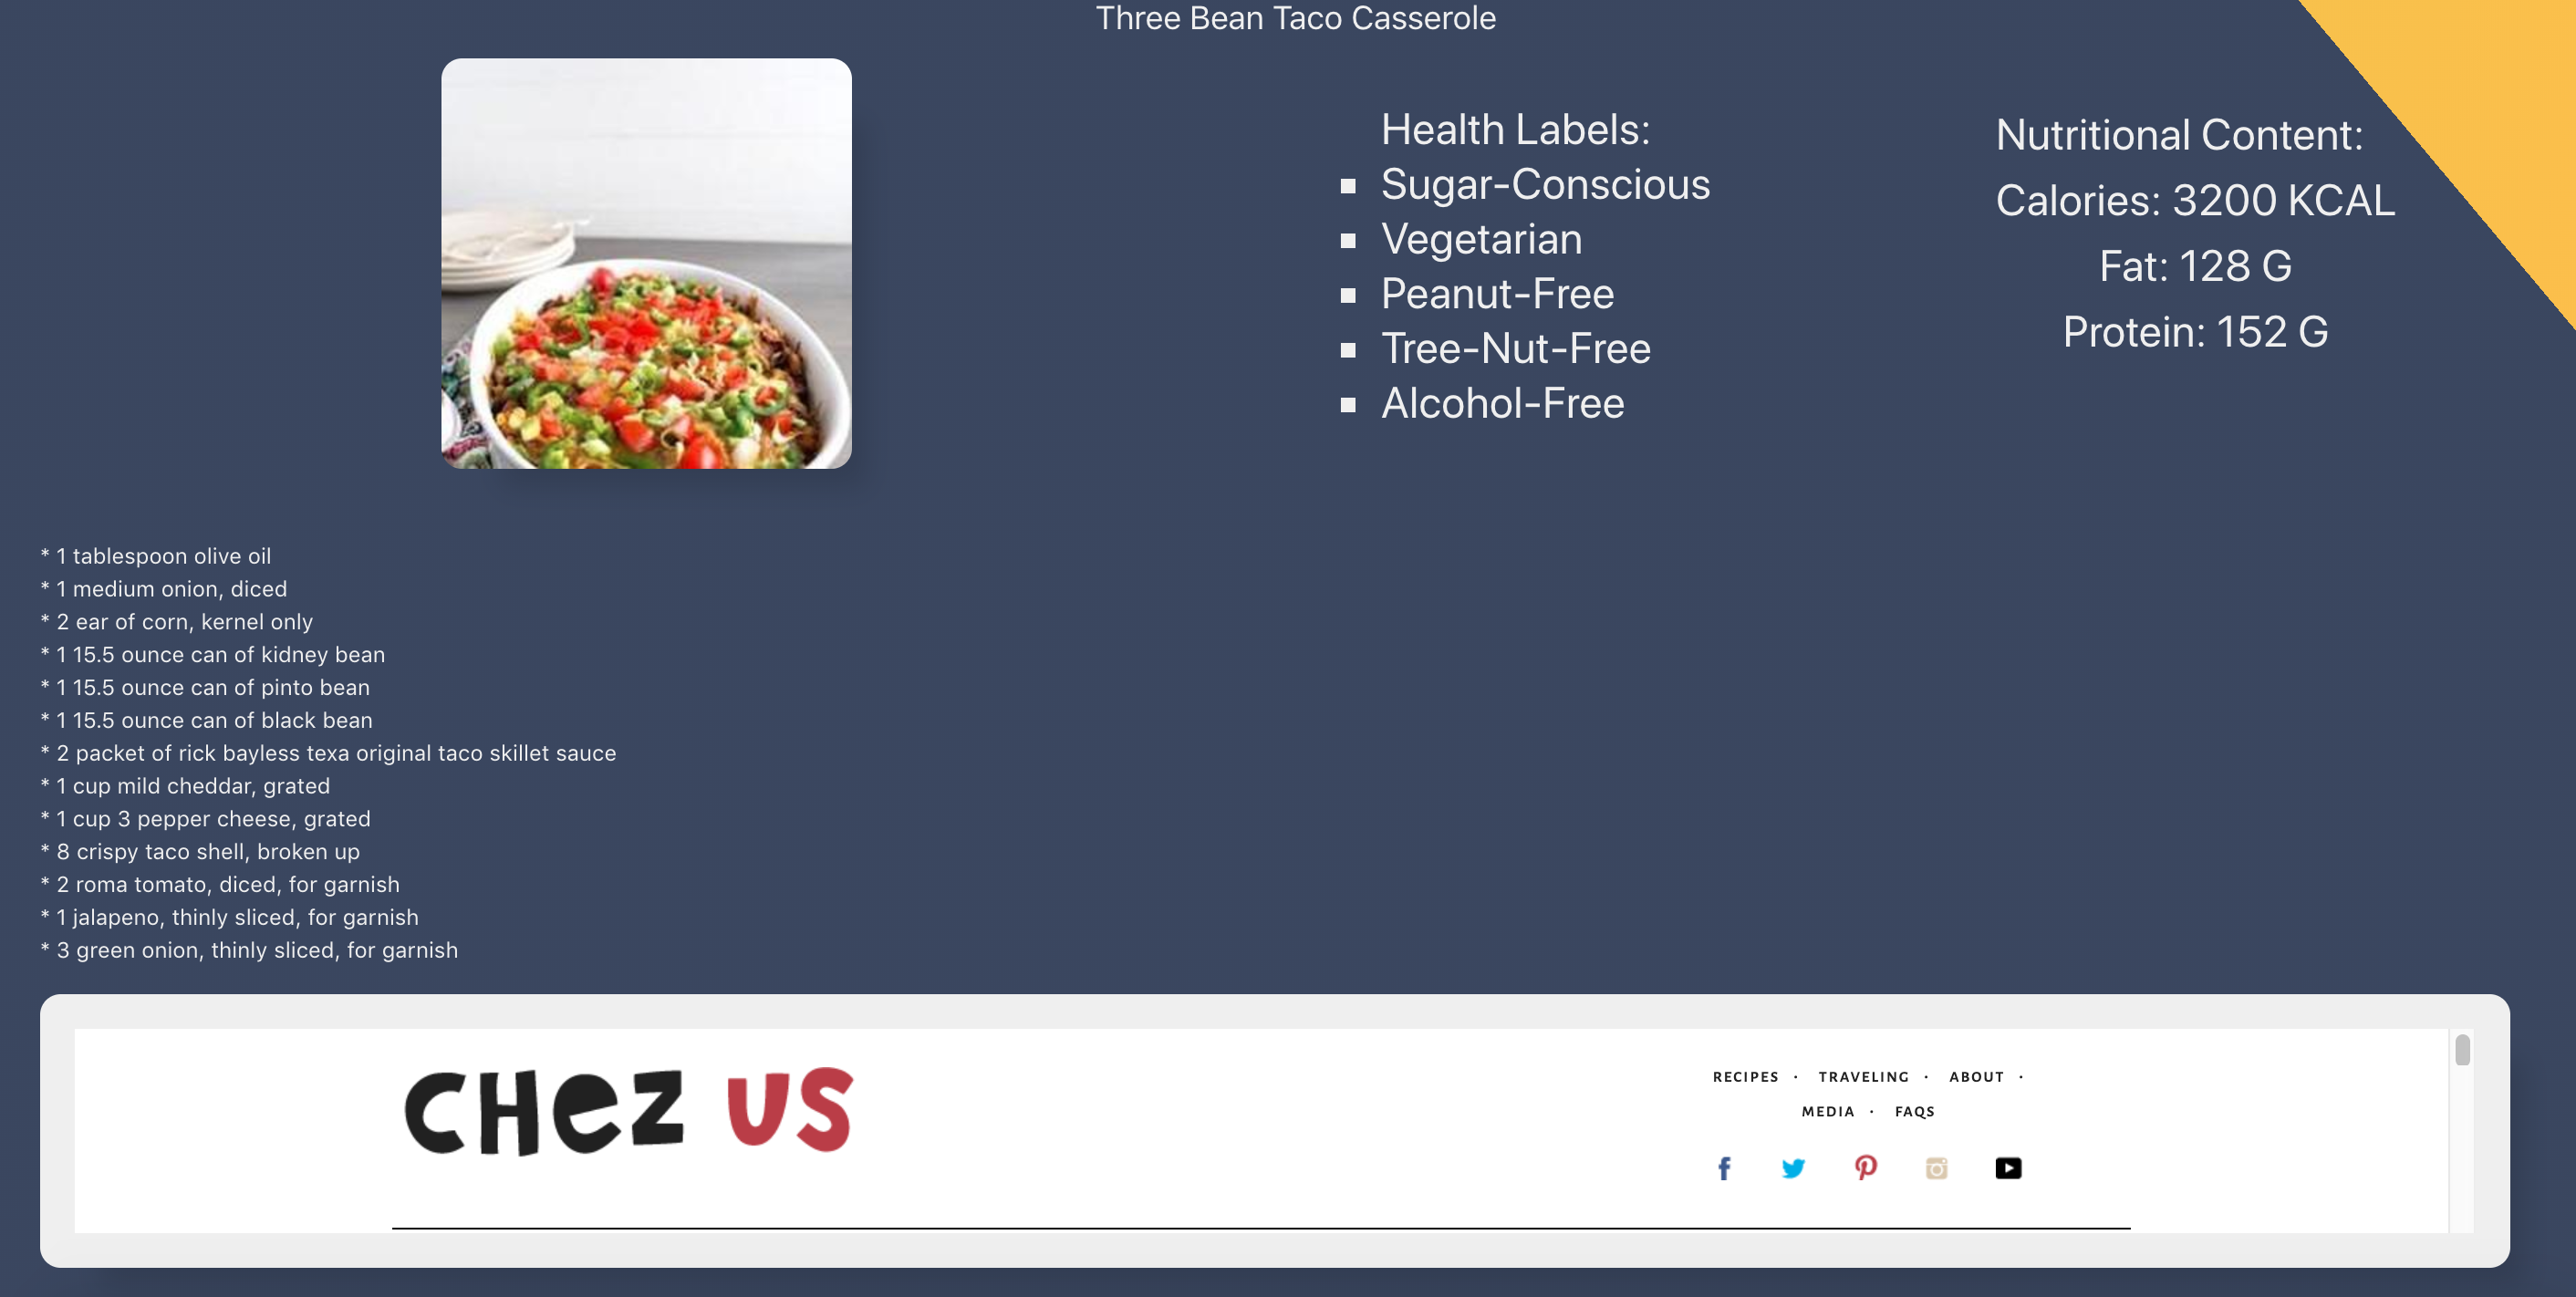 Three Bean Taco Casserole
Health Labels:
Sugar-Conscious
Vegetarian
Peanut-Free
Tree-Nut-Free
Alcohol-Free
Nutritional Content:
Calories: 3200 KCAL
Fat: 128 G
Protein: 152 G
* 1 tablespoon olive oil
* 1 medium onion, diced
* 2 ear of corn, kernel only
* 1 15.5 ounce can of kidney bean
* 1 15.5 ounce can of pinto bean
* 1 15.5 ounce can of black bean
* 2 packet of rick bayless texa original taco skillet sauce
* 1 cup mild cheddar, grated
* 1 cup 3 pepper cheese, grated
* 8 crispy taco shell, broken up
* 2 roma tomato, diced, for garnish
* 1 jalapeno, thinly sliced, for garnish
* 3 green onion, thinly sliced, for garnish
CHEZ US
RECIPES · TRAVELING · ABOUT ·
MEDIA · FAQS